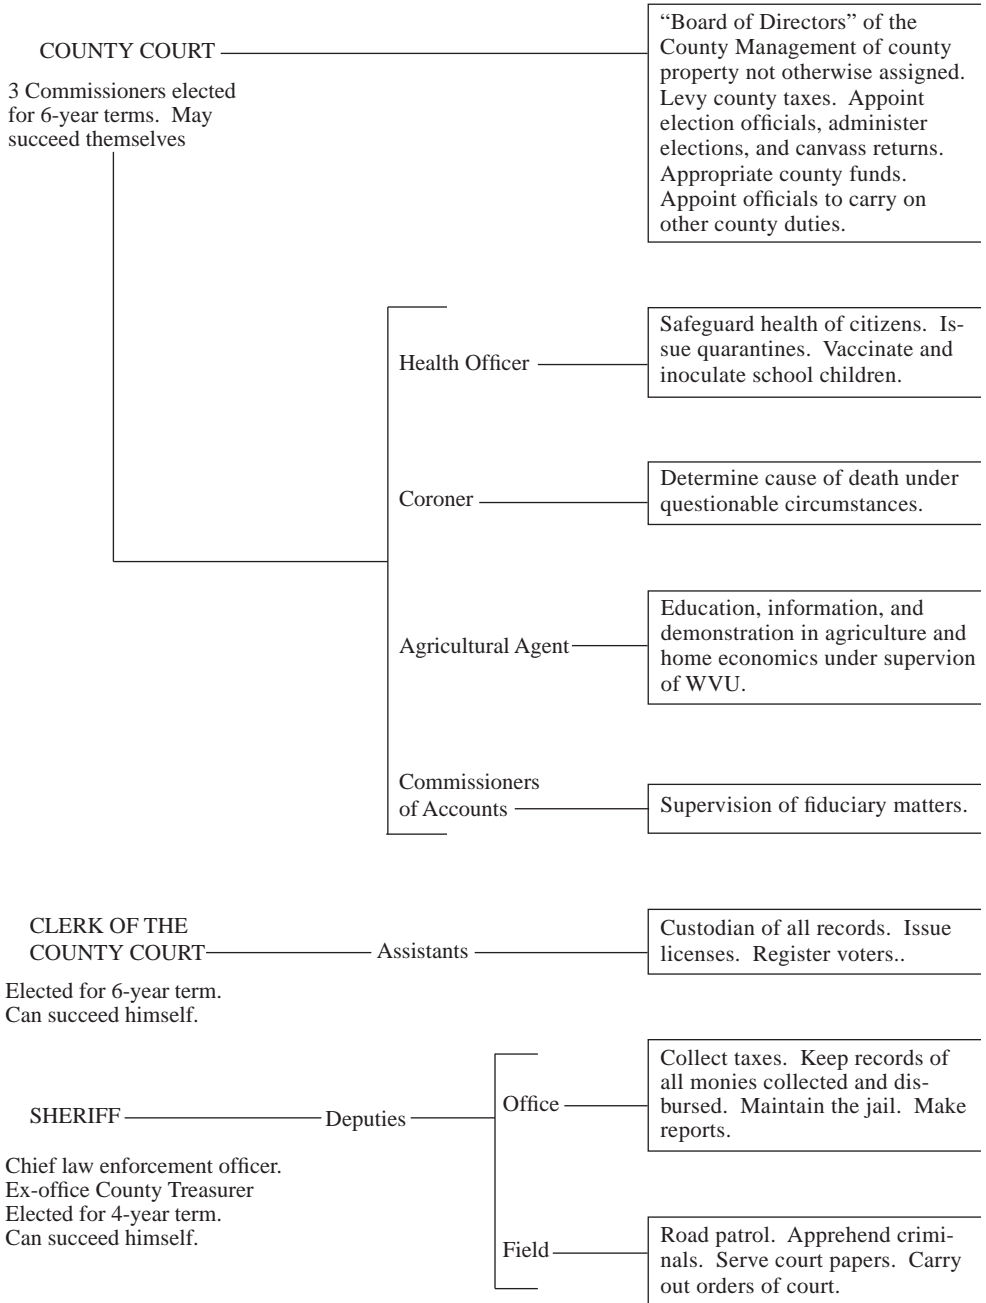 COUNTY COURT
3 Commissioners elected
for 6-year terms. May
succeed themselves
“Board of Directors” of the
County Management of county
property not otherwise assigned.
Levy county taxes. Appoint
election officials, administer
elections, and canvass returns.
Appropriate county funds.
Appoint officials to carry on
other county duties.
Health Officer
Safeguard health of citizens. Is-
sue quarantines. Vaccinate and
inoculate school children.
Coroner
Determine cause of death under
questionable circumstances.
Agricultural Agent
Education, information, and
demonstration in agriculture and
home economics under supervion
of WVU.
Commissioners
of Accounts
Supervision of fiduciary matters.
CLERK OF THE
COUNTY COURT
Elected for 6-year term.
Can succeed himself.
Assistants
Custodian of all records. Issue
licenses. Register voters..
SHERIFF
Chief law enforcement officer.
Ex-office County Treasurer
Elected for 4-year term.
Can succeed himself.
Deputies
Office
Collect taxes. Keep records of
all monies collected and dis-
bursed. Maintain the jail. Make
reports.
Field
Road patrol. Apprehend crimi-
nals. Serve court papers. Carry
out orders of court.